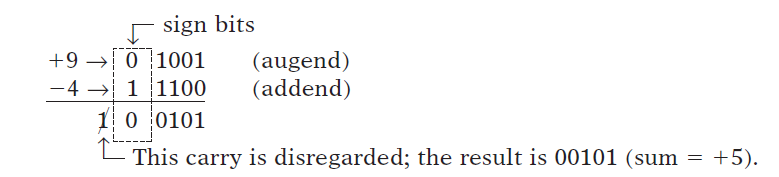 sign bits
+9 → 0 1001 (augend)
−4 → 1 1100 (addend)
1 0 0101
This carry is disregarded; the result is 00101 (sum = +5).